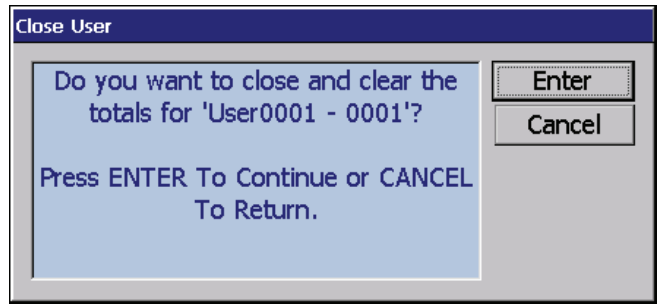 Close User
Do you want to close and clear the
totals for 'User0001 - 0001'?
Press ENTER To Continue or CANCEL
To Return.
Enter
Cancel